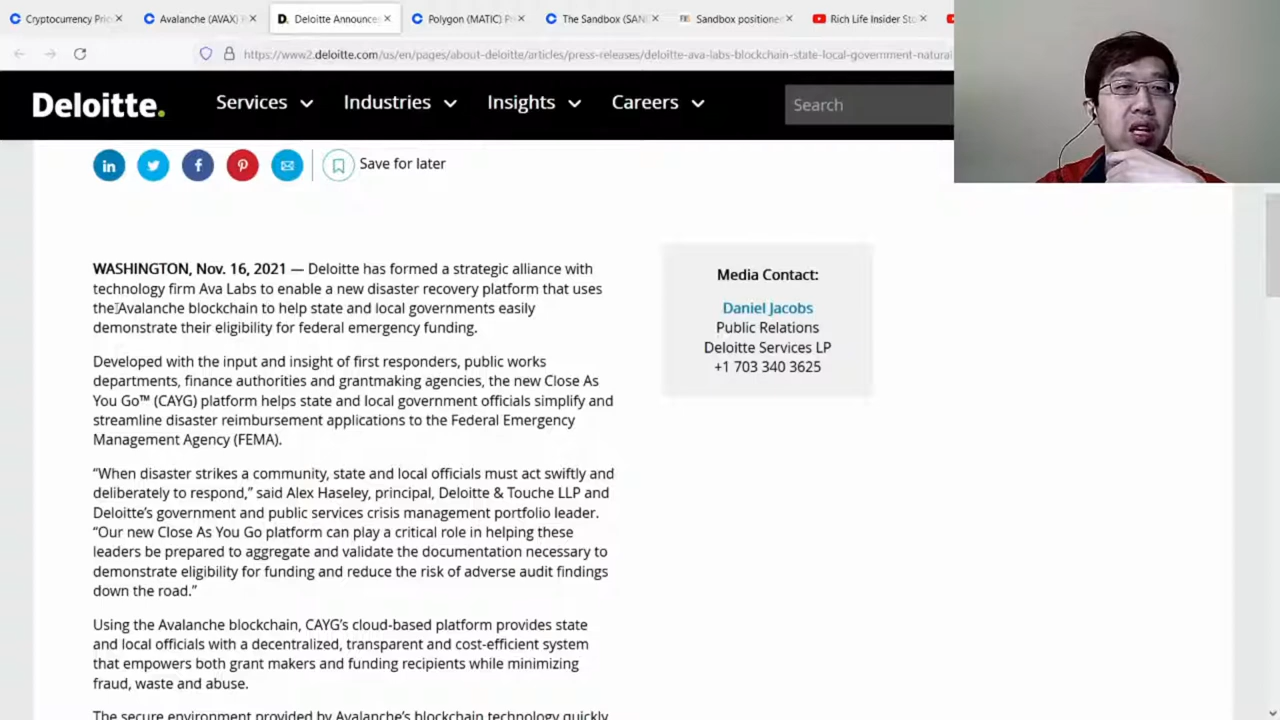 Cryptocurrency Pric
Avalanche (AVAX) P
Deloitte Announce
Polygon (MATIC) Pr
The Sandbox (SAN
Sandbox positione
Rich Life Insider St
https://www2.deloitte.com/us/en/pages/about-deloitte/articles/press-releases/deloitte-ava-labs-blockchain-state-local-government-natural
Deloitte.
Services
Industries
Insights
Careers
Search
in
f
Save for later
WASHINGTON, Nov. 16, 2021 — Deloitte has formed a strategic alliance with
technology firm Ava Labs to enable a new disaster recovery platform that uses
the Avalanche blockchain to help state and local governments easily
demonstrate their eligibility for federal emergency funding.
Developed with the input and insight of first responders, public works
departments, finance authorities and grantmaking agencies, the new Close As
You Go™ (CAYG) platform helps state and local government officials simplify and
streamline disaster reimbursement applications to the Federal Emergency
Management Agency (FEMA).
“When disaster strikes a community, state and local officials must act swiftly and
deliberately to respond,” said Alex Haseley, principal, Deloitte & Touche LLP and
Deloitte’s government and public services crisis management portfolio leader.
“Our new Close As You Go platform can play a critical role in helping these
leaders be prepared to aggregate and validate the documentation necessary to
demonstrate eligibility for funding and reduce the risk of adverse audit findings
down the road.”
Using the Avalanche blockchain, CAYG’s cloud-based platform provides state
and local officials with a decentralized, transparent and cost-efficient system
that empowers both grant makers and funding recipients while minimizing
fraud, waste and abuse.
The secure environment provided by Avalanche’s blockchain technology quickly
Media Contact:
Daniel Jacobs
Public Relations
Deloitte Services LP
+1 703 340 3625